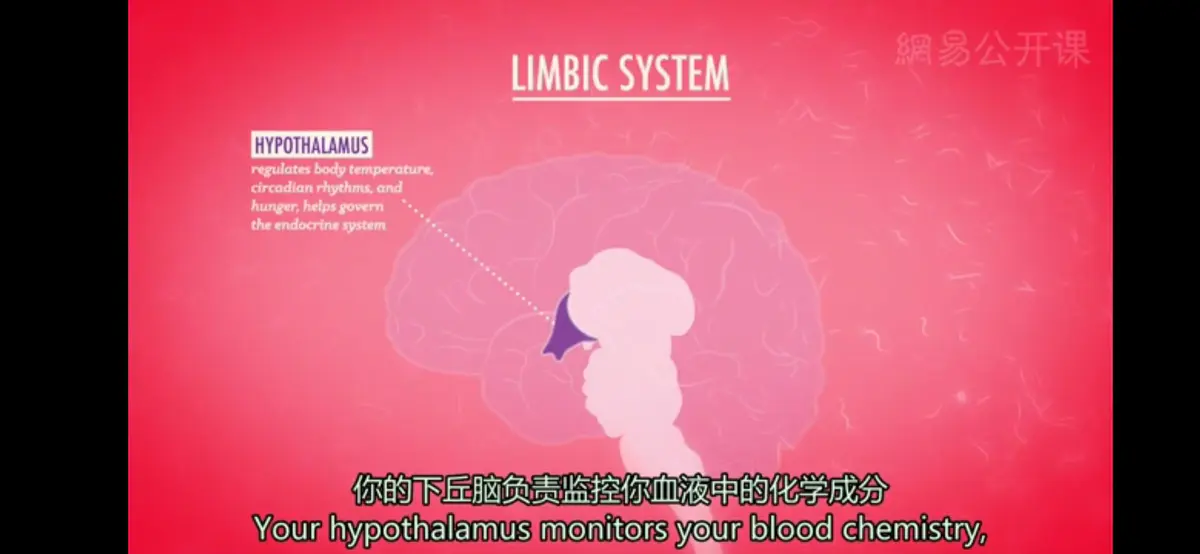 網易公开课
LIMBIC SYSTEM
HYPOTHALAMUS
regulates body temperature,
circadian rhythms, and
hunger, helps govern
the endocrine system
你的下丘脑负责监控你血液中的化学成分
Your hypothalamus monitors your blood chemistry,